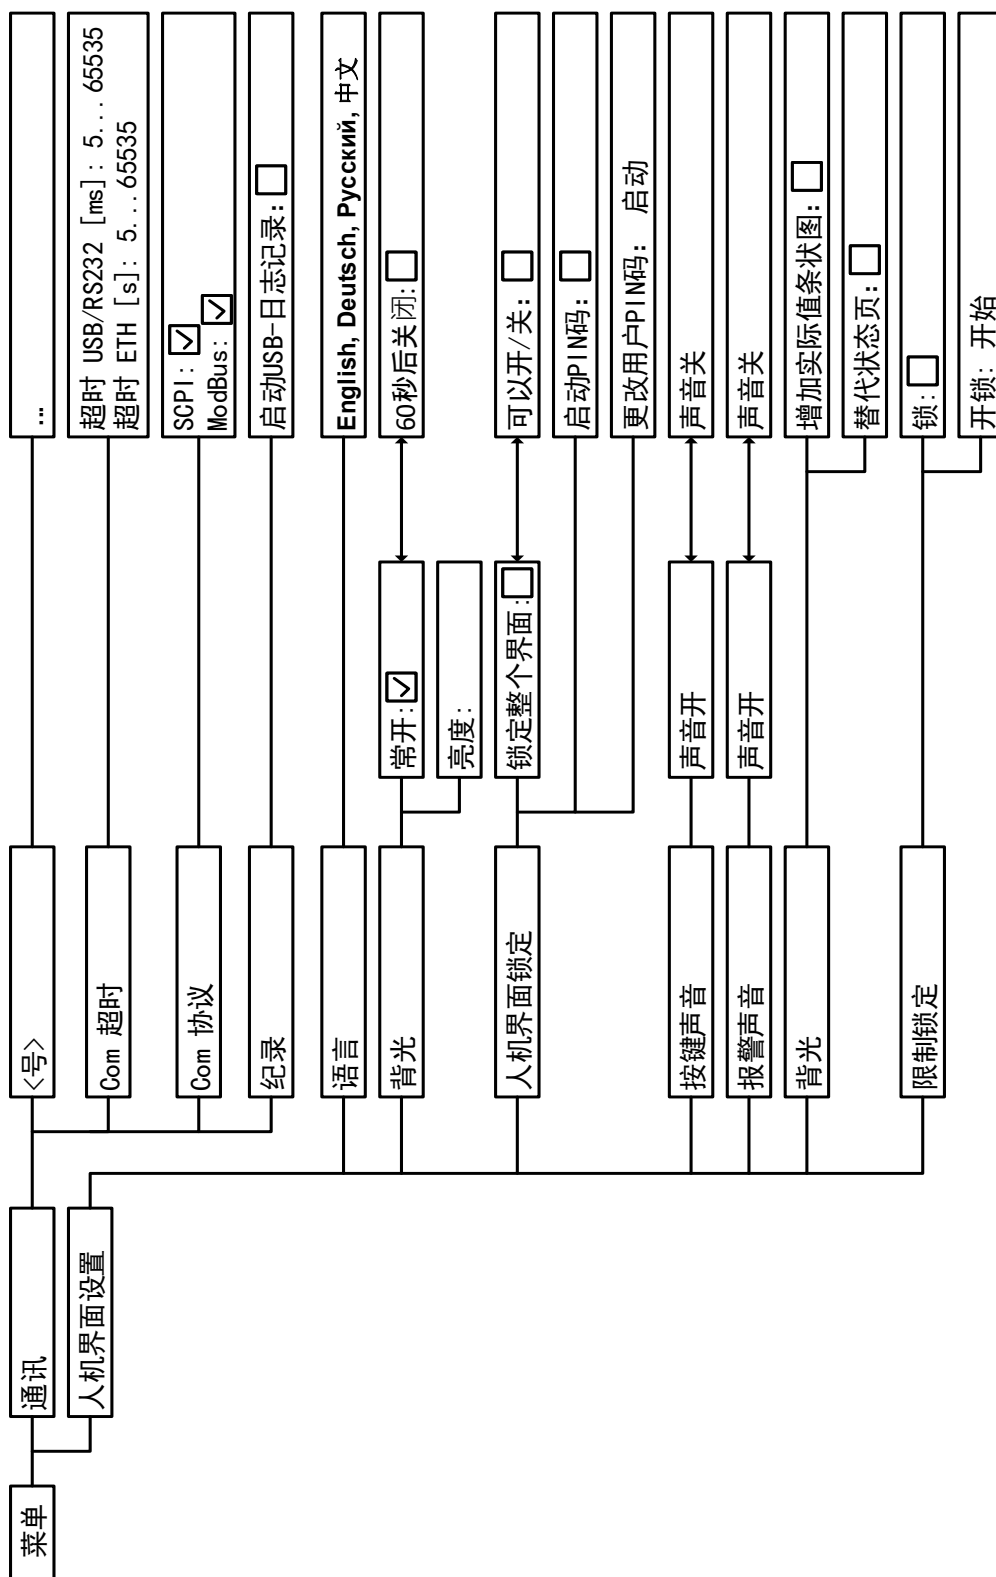 菜单
通讯
<号>
...
Com 超时
超时 USB/RS232 [ms]: 5...65535
超时 ETH [s]: 5...65535
Com 协议
SCPI:
ModBus:
纪录
启动USB-日志记录:
人机界面设置
语言
English, Deutsch, Русский, 中文
背光
常开:
60秒后关闭:
亮度:
人机界面锁定
锁定整个界面:
可以开/关:
启动PIN码:
更改用户PIN码: 启动
按键声音
声音开
声音关
报警声音
声音开
声音关
背光
增加实际值条状图:
替代状态页:
限制锁定
锁:
开锁: 开始